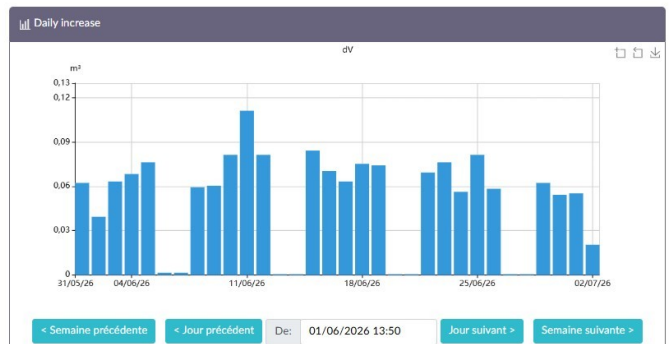 Daily increase
dV
m³
0,13
0,12
0,09
0,06
0,03
0
31/05/26 04/06/26 11/06/26 18/06/26 25/06/26 02/07/26
< Semaine précédente < Jour précédent De: 01/06/2026 13:50 Jour suivant > Semaine suivante >